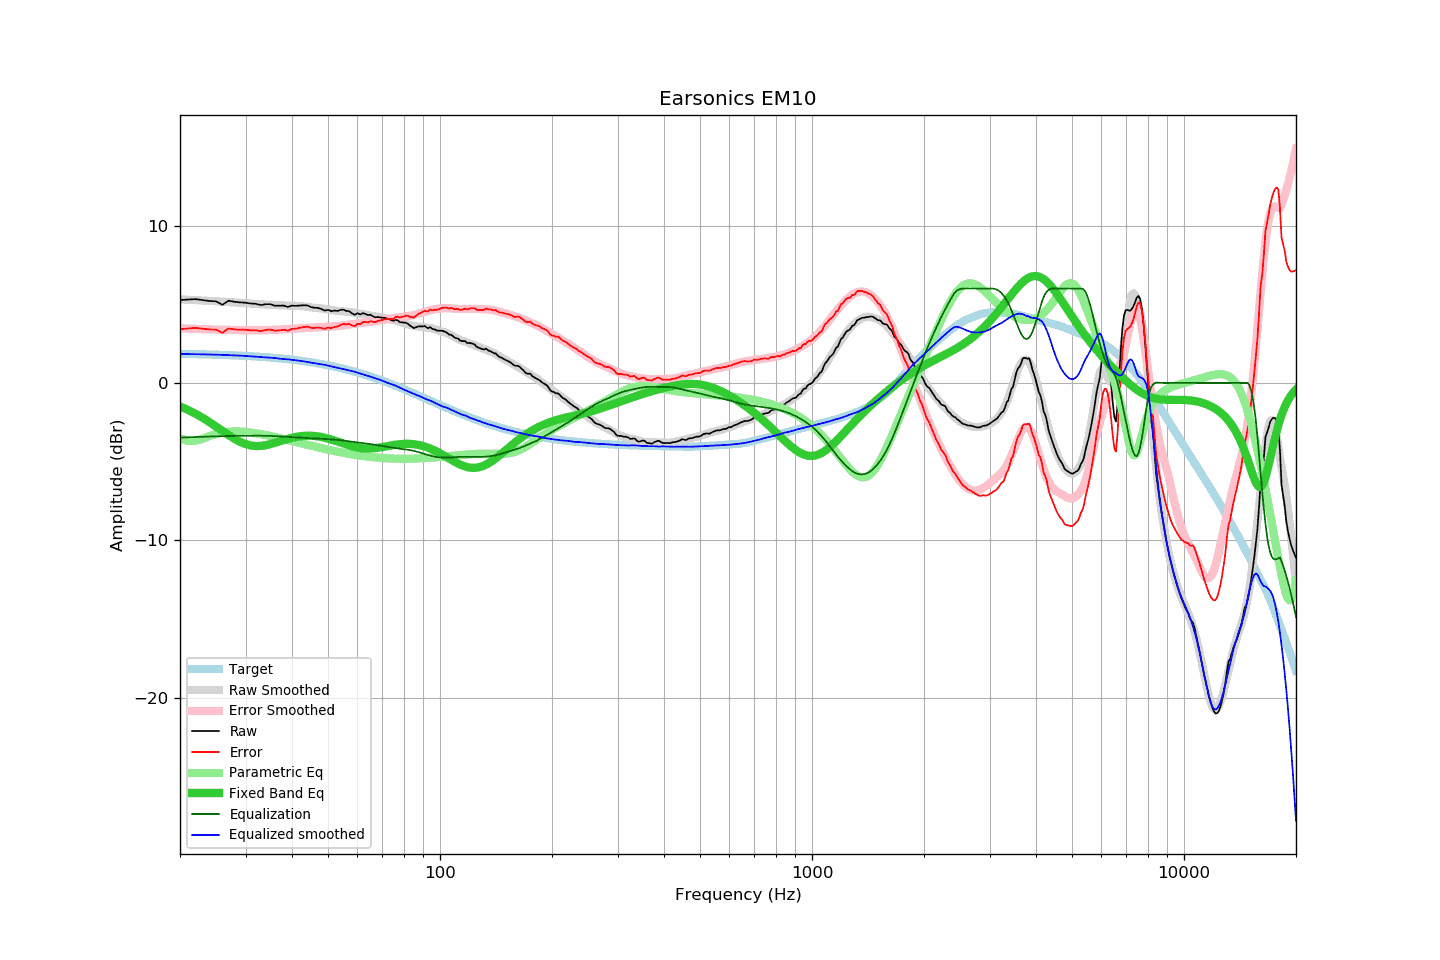 Earsonics EM10
10
0
−10
−20
Amplitude (dBr)
Target
Raw Smoothed
Error Smoothed
Raw
Error
Parametric Eq
Fixed Band Eq
Equalization
Equalized smoothed
100
1000
10000
Frequency (Hz)